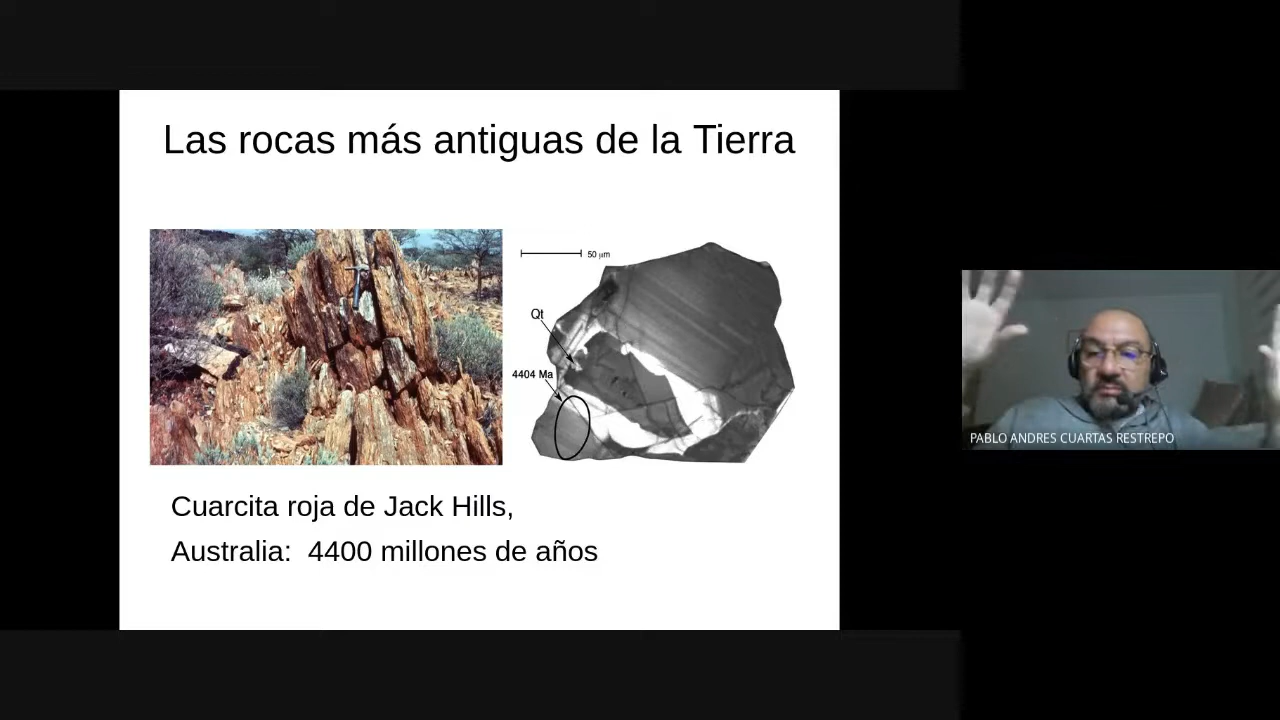 Las rocas más antiguas de la Tierra
50 µm
Qt
4404 Ma
Cuarcita roja de Jack Hills,
Australia: 4400 millones de años
PABLO ANDRES CUARTAS RESTREPO